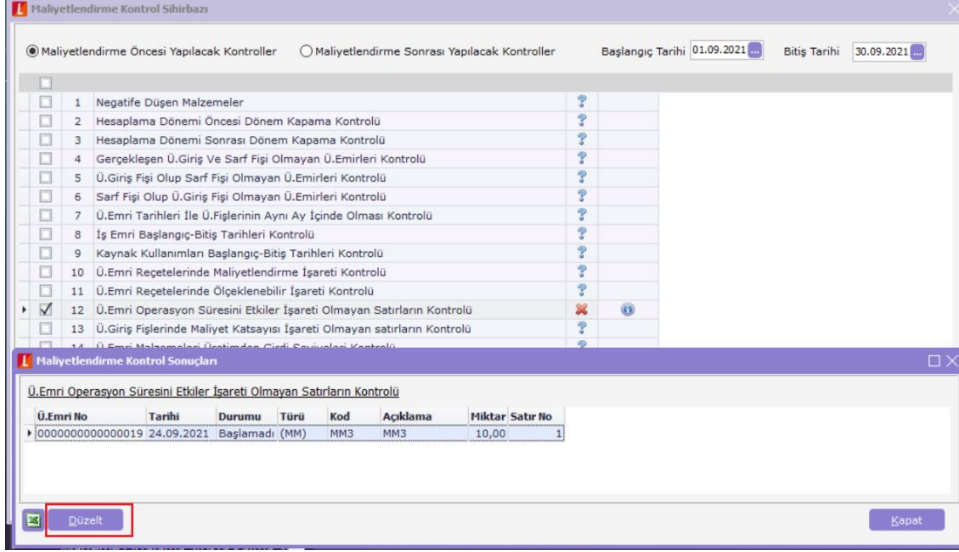 Maliyetlendirme Kontrol Sihirbazı
Maliyetlendirme Öncesi Yapılacak Kontroller Maliyetlendirme Sonrası Yapılacak Kontroller Başlangıç Tarihi 01.09.2021 ... Bitiş Tarihi 30.09.2021 ...
1 Negatife Düşen Malzemeler ?
2 Hesaplama Dönemi Öncesi Dönem Kapama Kontrolü ?
3 Hesaplama Dönemi Sonrası Dönem Kapama Kontrolü ?
4 Gerçekleşen Ü.Giriş Ve Sarf Fişi Olmayan Ü.Emirleri Kontrolü ?
5 Ü.Giriş Fişi Olup Sarf Fişi Olmayan Ü.Emirleri Kontrolü ?
6 Sarf Fişi Olup Ü.Giriş Fişi Olmayan Ü.Emirleri Kontrolü ?
7 Ü.Emri Tarihleri İle Ü.Fişlerinin Aynı Ay İçinde Olması Kontrolü ?
8 İş Emri Başlangıç-Bitiş Tarihleri Kontrolü ?
9 Kaynak Kullanımları Başlangıç-Bitiş Tarihleri Kontrolü ?
10 Ü.Emri Reçetelerinde Maliyetlendirme İşareti Kontrolü ?
11 Ü.Emri Reçetelerinde Ölçeklenebilir İşareti Kontrolü ?
12 Ü.Emri Operasyon Süresini Etkiler İşareti Olmayan Satırların Kontrolü
13 Ü.Giriş Fişlerinde Maliyet Katsayısı İşareti Olmayan satırların Kontrolü ?
14 Ü.Emri Malzemeleri Üretimden Girdi Seviyeleri Kontrolü
Maliyetlendirme Kontrol Sonuçları
Ü.Emri Operasyon Süresini Etkiler İşareti Olmayan Satırların Kontrolü
Ü.Emri No Tarihi Durumu Türü Kod Açıklama Miktar Satır No
0000000000000019 24.09.2021 Başlamadı (MM) MM3 MM3 10,00 1
Düzelt Kapat